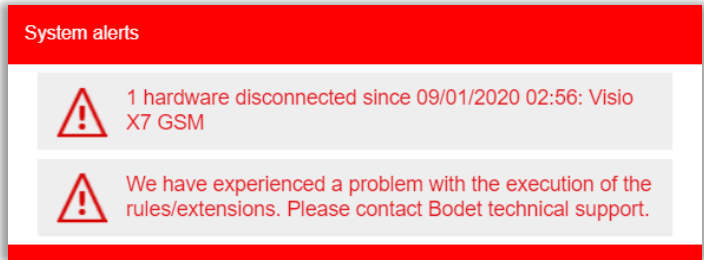 System alerts
1 hardware disconnected since 09/01/2020 02:56: Visio
X7 GSM
We have experienced a problem with the execution of the
rules/extensions. Please contact Bodet technical support.